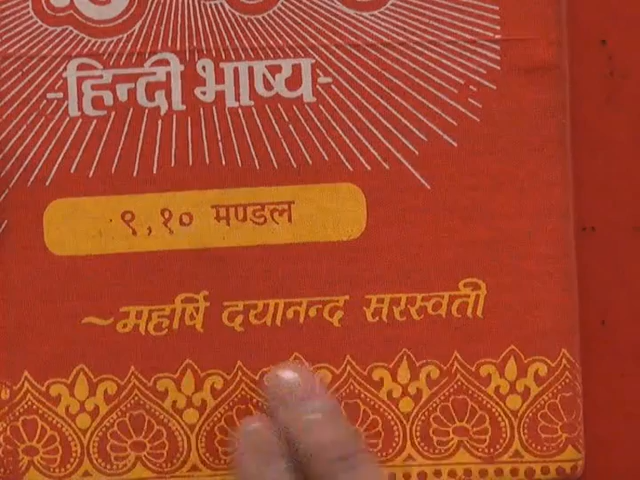 -हिन्दी भाष्य-
९,१० मण्डल
~महर्षि दयानन्द सरस्वती